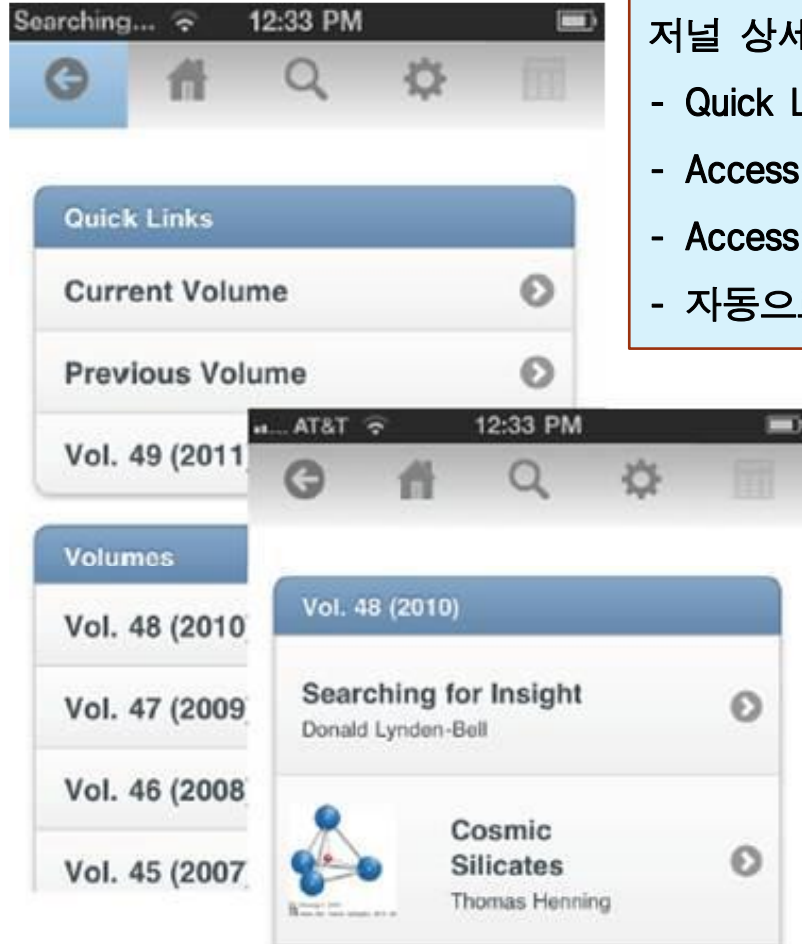 Searching... 12:33 PM
Quick Links
Current Volume
Previous Volume
Vol. 49 (2011
Volumes
Vol. 48 (2010
Vol. 47 (2009
Vol. 46 (2008
Vol. 45 (2007
저널 상세
- Quick L
- Access
- Access
- 자동으로
... AT&T 12:33 PM
Vol. 48 (2010)
Searching for Insight
Donald Lynden-Bell
Cosmic
Silicates
Thomas Henning